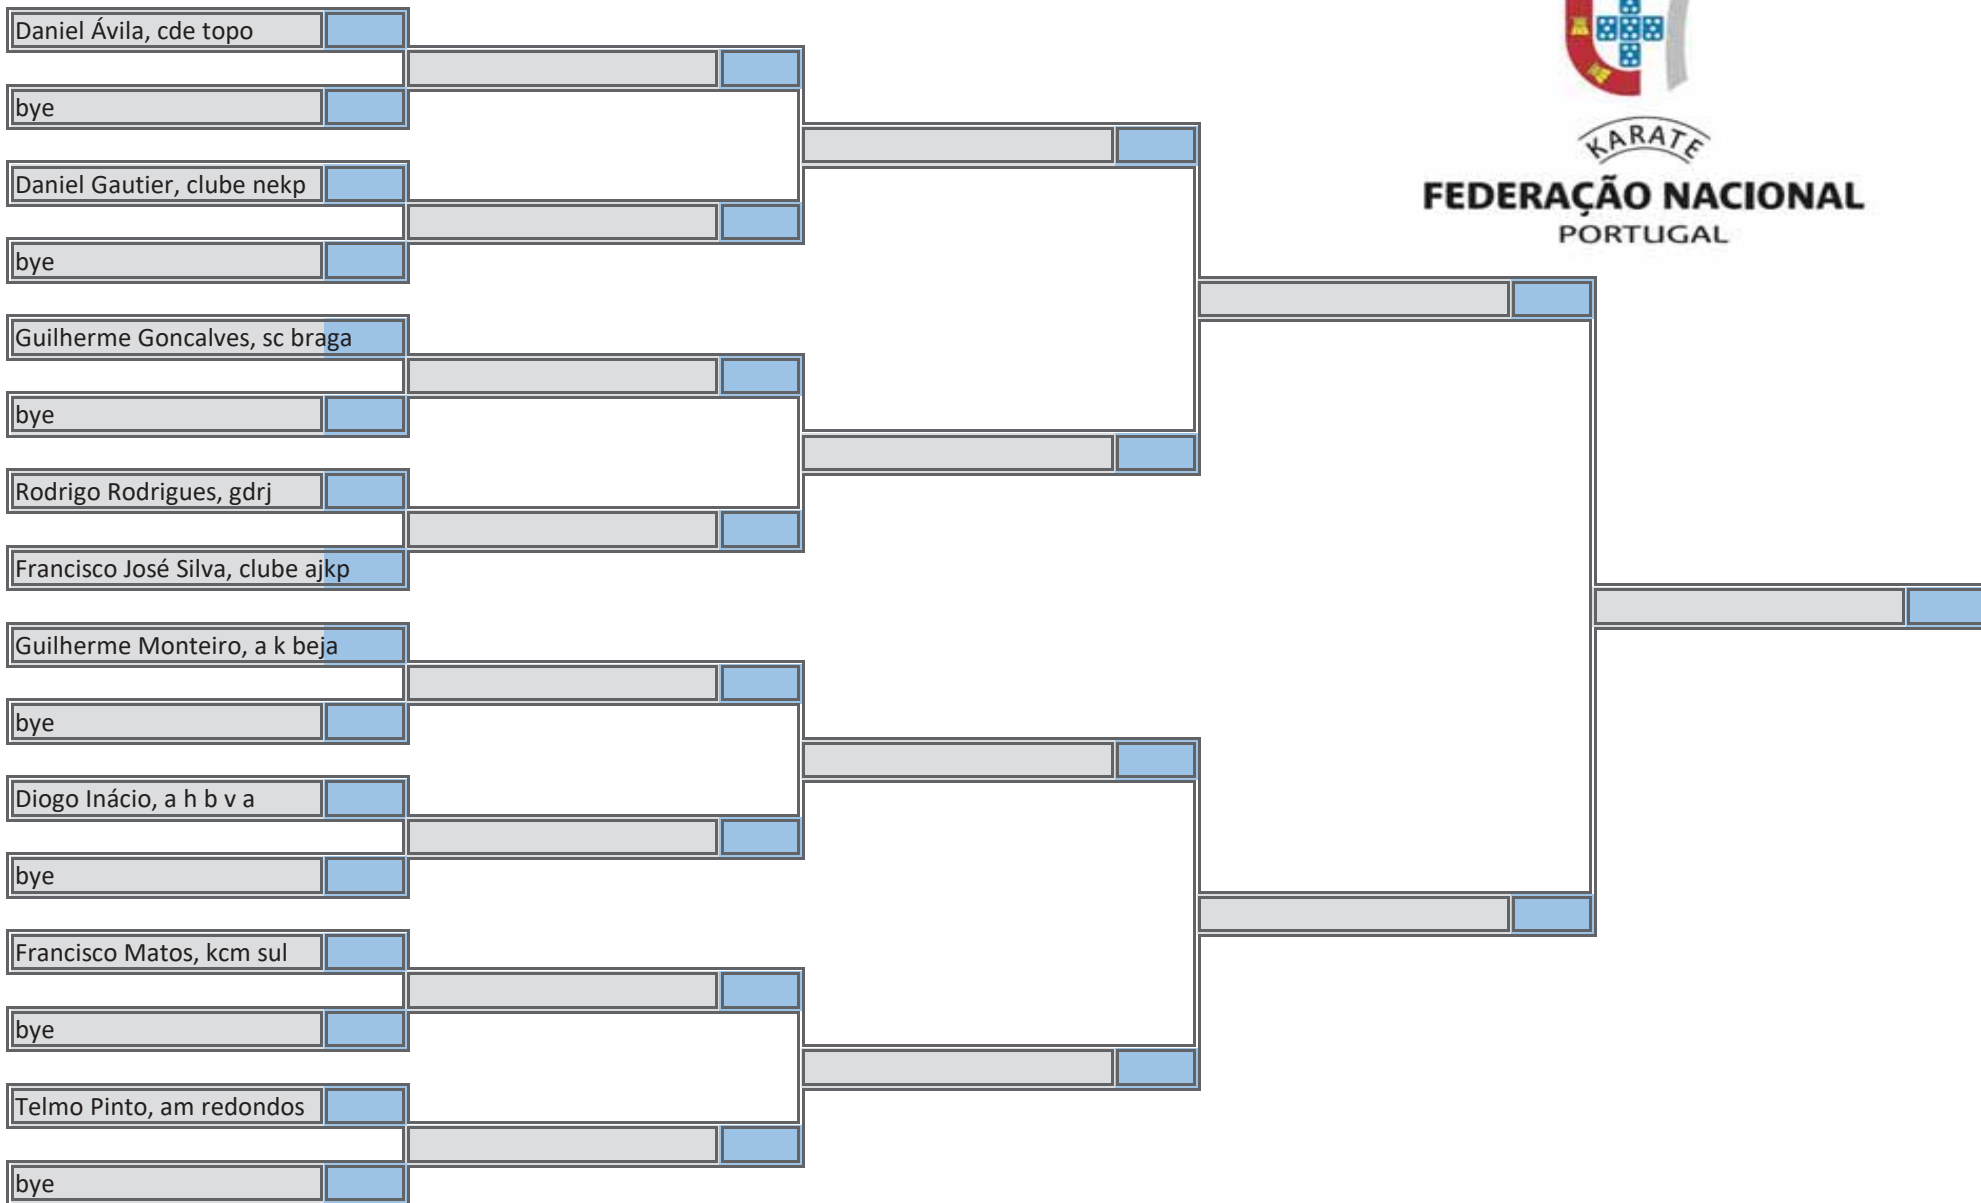 Daniel Ávila, cde topo
bye
Daniel Gautier, clube nekp
bye
Guilherme Goncalves, sc braga
bye
Rodrigo Rodrigues, gdrj
Francisco José Silva, clube ajkp
Guilherme Monteiro, a k beja
bye
Diogo Inácio, a h b v a
bye
Francisco Matos, kcm sul
bye
Telmo Pinto, am redondos
bye
KARATE
FEDERAÇÃO NACIONAL
PORTUGAL